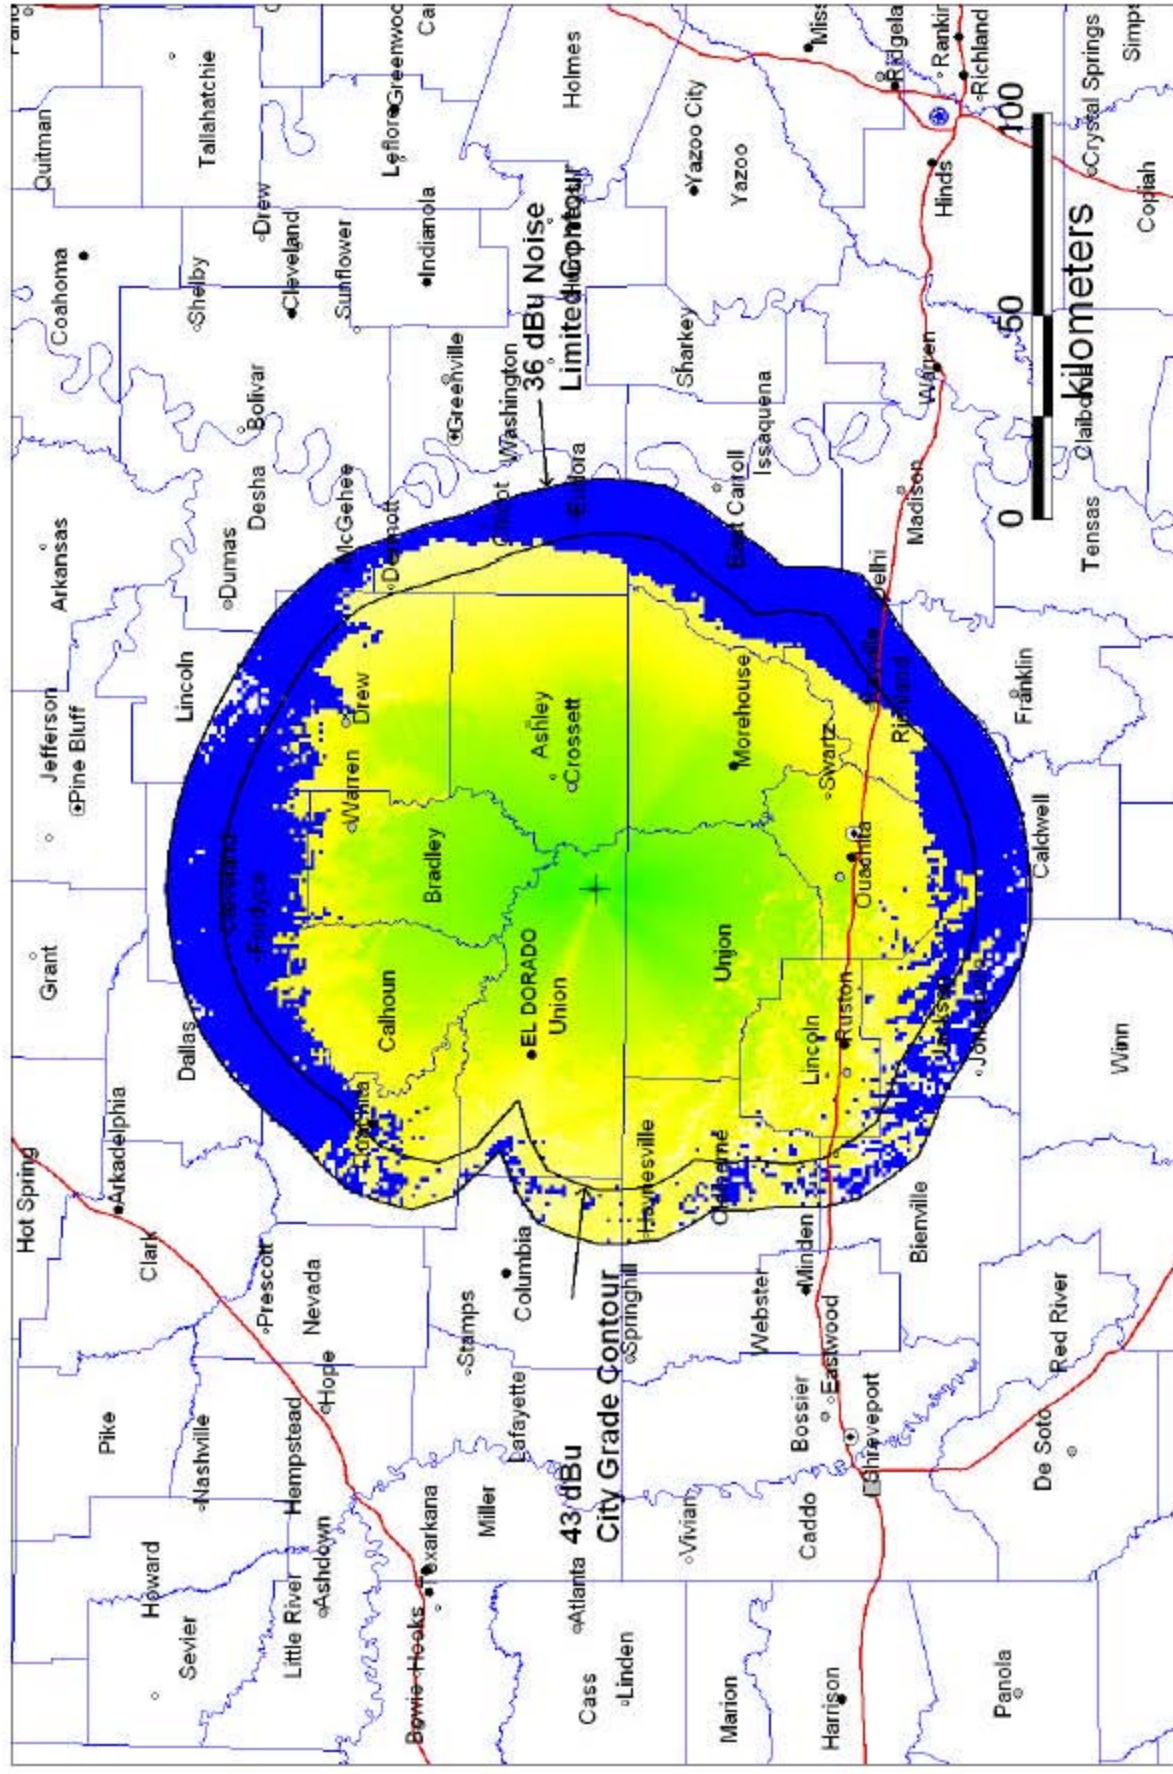 Hot Spring
Grant
Jefferson
Arkansas
Coahoma
Quitman
Pike
Arkadelphia
Pine Bluff
Howard
Clark
Sevier
Nashville
Dallas
Lincoln
Shelby
Tallahatchie
Cleveland
Dumas
Little River
Hempstead
Prescott
Fordyce
Desha
Bolivar
Drew
Ashdown
Hope
Nevada
Cleveland
Ouachita
Warren
Drew
McGehee
Sunflower
Bowie
Hooks
Texarkana
Calhoun
Dermott
Leflore
Greenwood
Miller
Stamps
Bradley
Greenville
Indianola
Lafayette
Columbia
EL DORADO
Chicot
Washington
Atlanta
43 dBu
City Grade Contour
Union
Ashley
Crossett
Eudora
36 dBu Noise
Limited Contour
Holmes
Cass
Linden
Springhill
Haynesville
Vivian
Sharkey
Yazoo City
Marion
Webster
Claiborne
Union
Morehouse
East Carroll
Issaquena
Yazoo
Harrison
Caddo
Bossier
Eastwood
Minden
Lincoln
Ruston
Swartz
Shreveport
Ouachita
Rayville
Delhi
Bienville
Richland
Madison
Warren
Hinds
Rankin
Richland
Jackson
Panola
De Soto
Red River
Caldwell
Franklin
0 50 100
kilometers
Winn
Tensas
Crystal Springs
Copiah